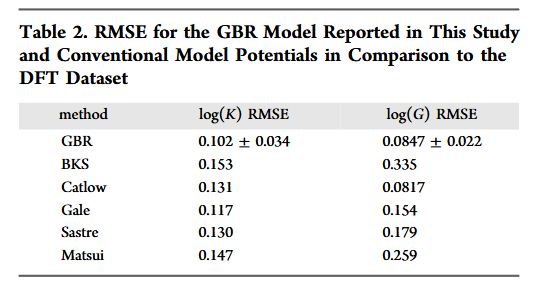 Table 2. RMSE for the GBR Model Reported in This Study
and Conventional Model Potentials in Comparison to the
DFT Dataset
method log(K) RMSE log(G) RMSE
GBR 0.102 ± 0.034 0.0847 ± 0.022
BKS 0.153 0.335
Catlow 0.131 0.0817
Gale 0.117 0.154
Sastre 0.130 0.179
Matsui 0.147 0.259